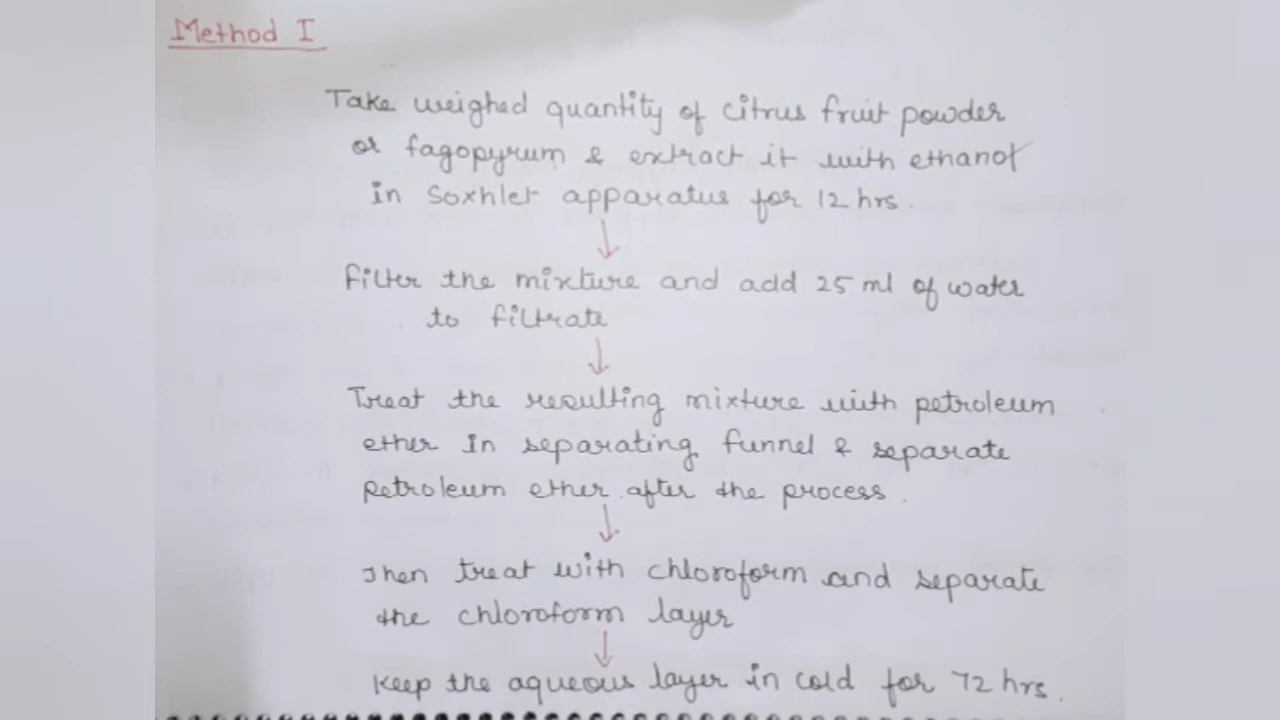 Method I
Take weighed quantity of citrus fruit powder
or fagopyrum & extract it with ethanol
in Soxhlet apparatus for 12 hrs.
Filter the mixture and add 25 ml of water
to filtrate
Treat the resulting mixture with petroleum
ether in separating funnel & separate
petroleum ether after the process.
Then treat with chloroform and separate
the chloroform layer
Keep the aqueous layer in cold for 72 hrs.